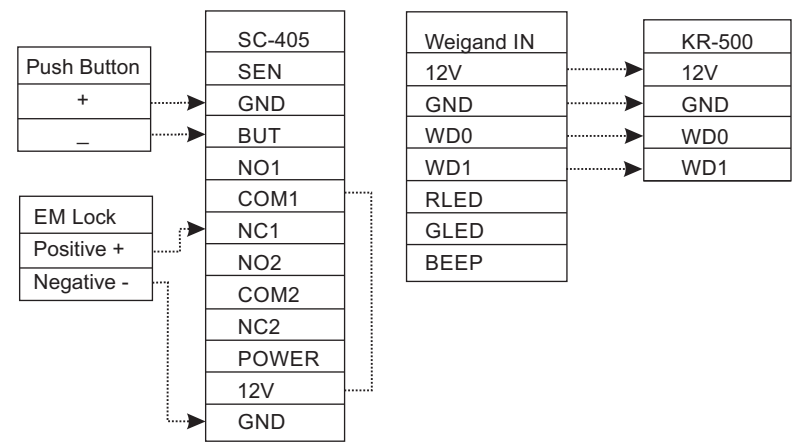 Push Button
+
_
EM Lock
Positive +
Negative -
SC-405
SEN
GND
BUT
NO1
COM1
NC1
NO2
COM2
NC2
POWER
12V
GND
Weigand IN
12V
GND
WD0
WD1
RLED
GLED
BEEP
KR-500
12V
GND
WD0
WD1